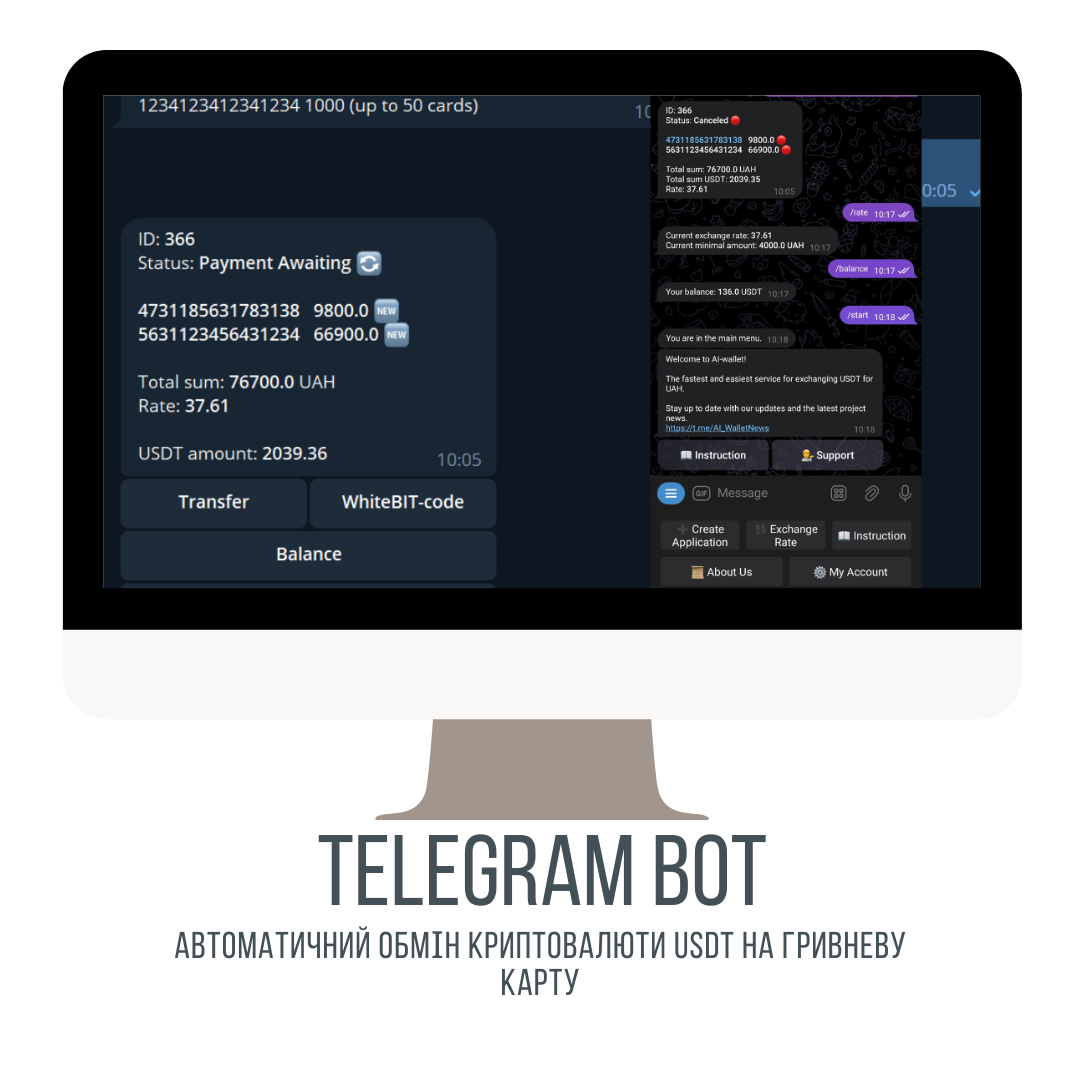 1234123412341234 1000 (up to 50 cards)
10
ID: 366
Status: Payment Awaiting
4731185631783138 9800.0 NEW
5631123456431234 66900.0 NEW
Total sum: 76700.0 UAH
Rate: 37.61
USDT amount: 2039.36
10:05
Transfer
WhiteBIT-code
Balance
ID: 366
Status: Canceled
4731185631783138 9800.0
5631123456431234 66900.0
Total sum: 76700.0 UAH
Total sum USDT: 2039.35
Rate: 37.61
10:05
/rate 10:17
Current exchange rate: 37.61
Current minimal amount: 4000.0 UAH 10:17
/balance 10:17
Your balance: 136.0 USDT 10:17
/start 10:18
You are in the main menu. 10:18
Welcome to AI-wallet!
The fastest and easiest service for exchanging USDT for
UAH.
Stay up to date with our updates and the latest project
news.
https://t.me/AI_WalletNews
10:18
Instruction
Support
GIF Message
Create
Application
Exchange
Rate
Instruction
About Us
My Account
0:05
TELEGRAM BOT
АВТОМАТИЧНИЙ ОБМІН КРИПТОВАЛЮТИ USDT НА ГРИВНЕВУ
КАРТУ